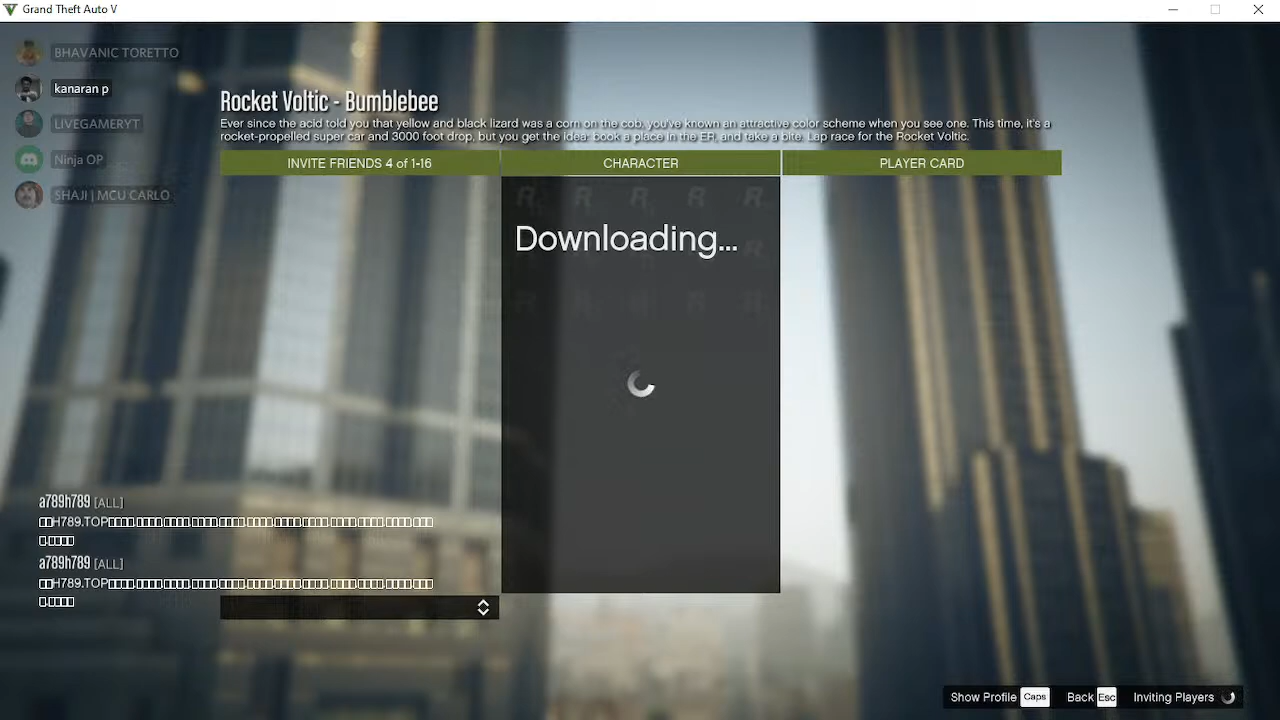 Grand Theft Auto V
BHAVANIC TORETTO
kanaran p
LIVEGAMERYT
Ninja OP
SHAJI | MCU CARLO
Rocket Voltic - Bumblebee
Ever since the acid told you that yellow and black lizard was a corn on the cob, you've known an attractive color scheme when you see one. This time, it's a
rocket-propelled super car and 3000 foot drop, but you get the idea: book a place in the ER, and take a bite. Lap race for the Rocket Voltic.
INVITE FRIENDS 4 of 1-16
CHARACTER
PLAYER CARD
Downloading...
a789h789 [ALL]
H789.TOP
a789h789 [ALL]
H789.TOP
Show Profile Caps Back Esc Inviting Players